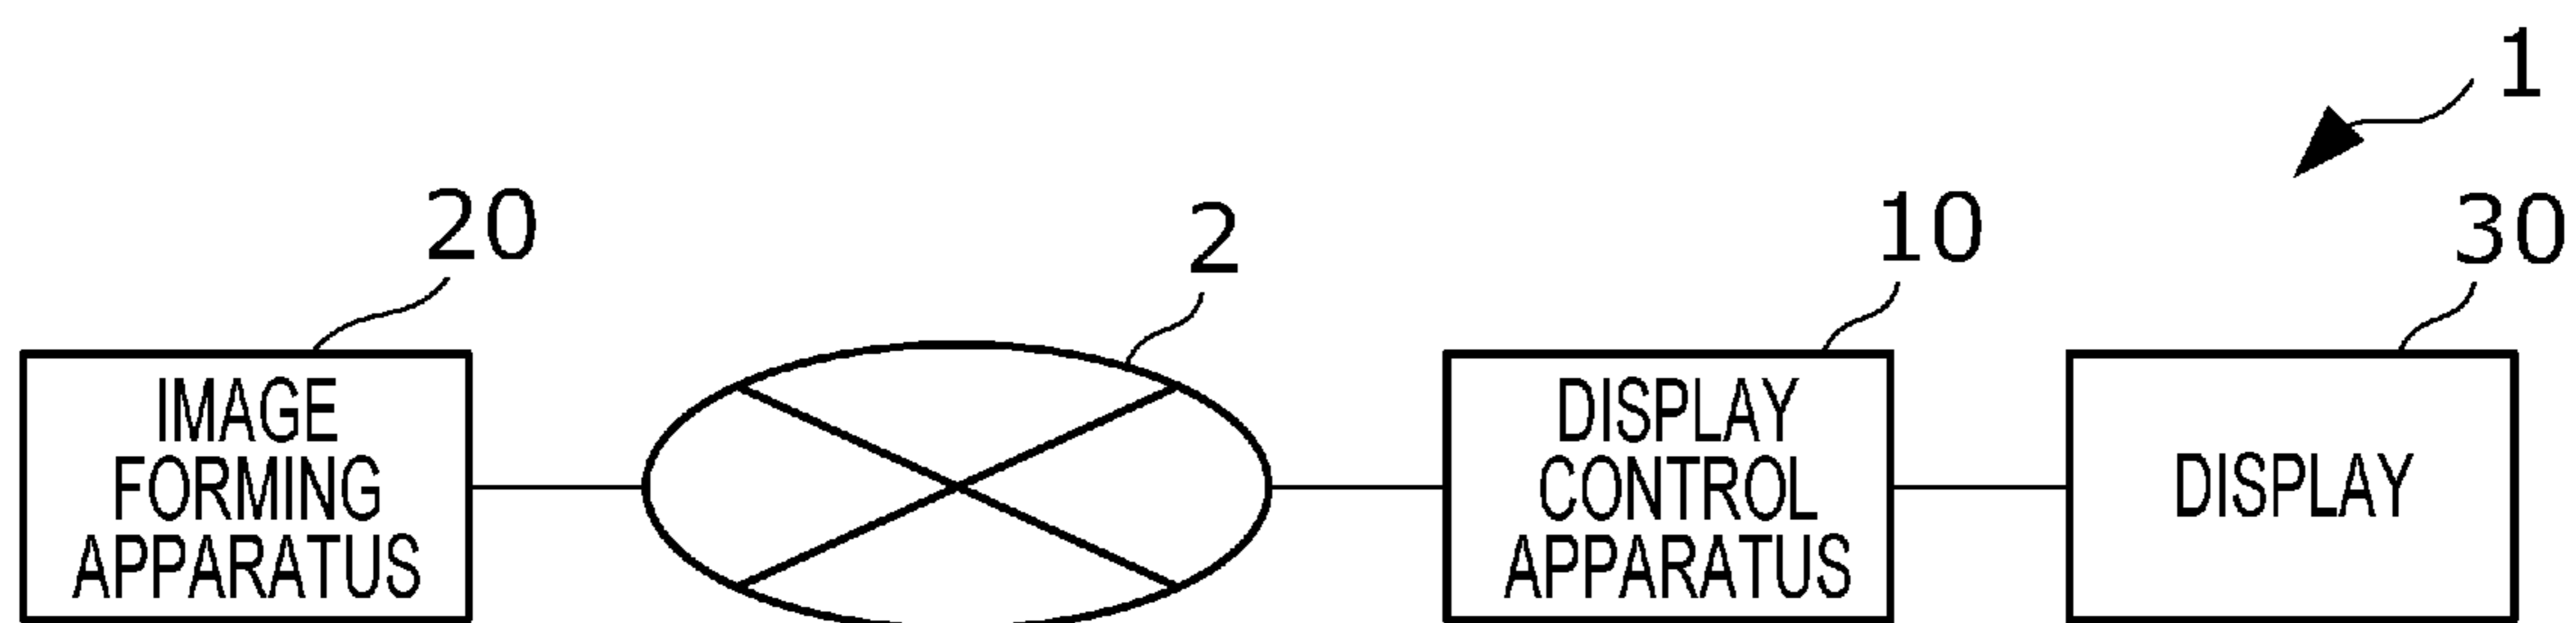 1
20
2
10
30
IMAGE
FORMING
APPARATUS
DISPLAY
CONTROL
APPARATUS
DISPLAY